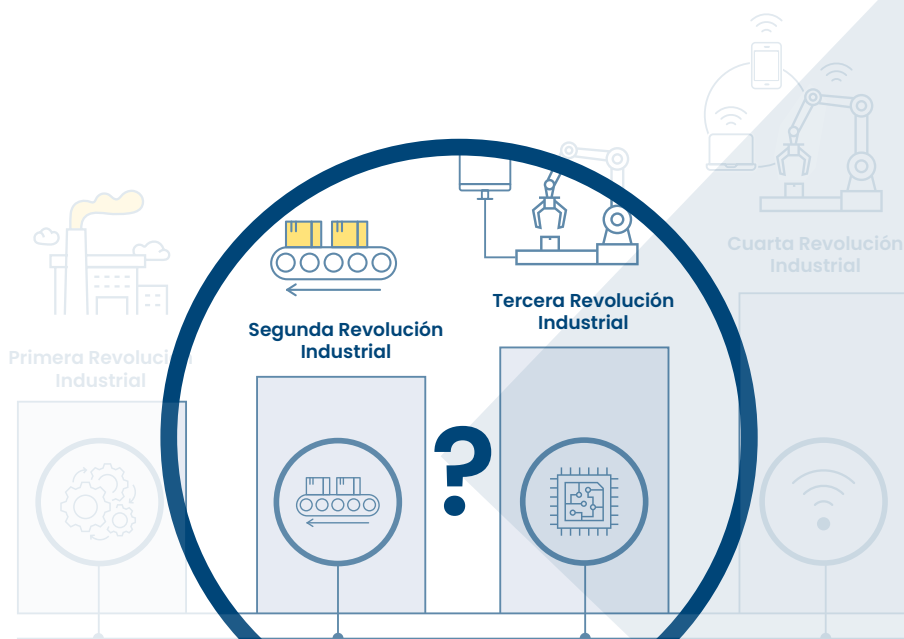 Primera Revolución
Industrial
Segunda Revolución
Industrial
?
Tercera Revolución
Industrial
Cuarta Revolución
Industrial